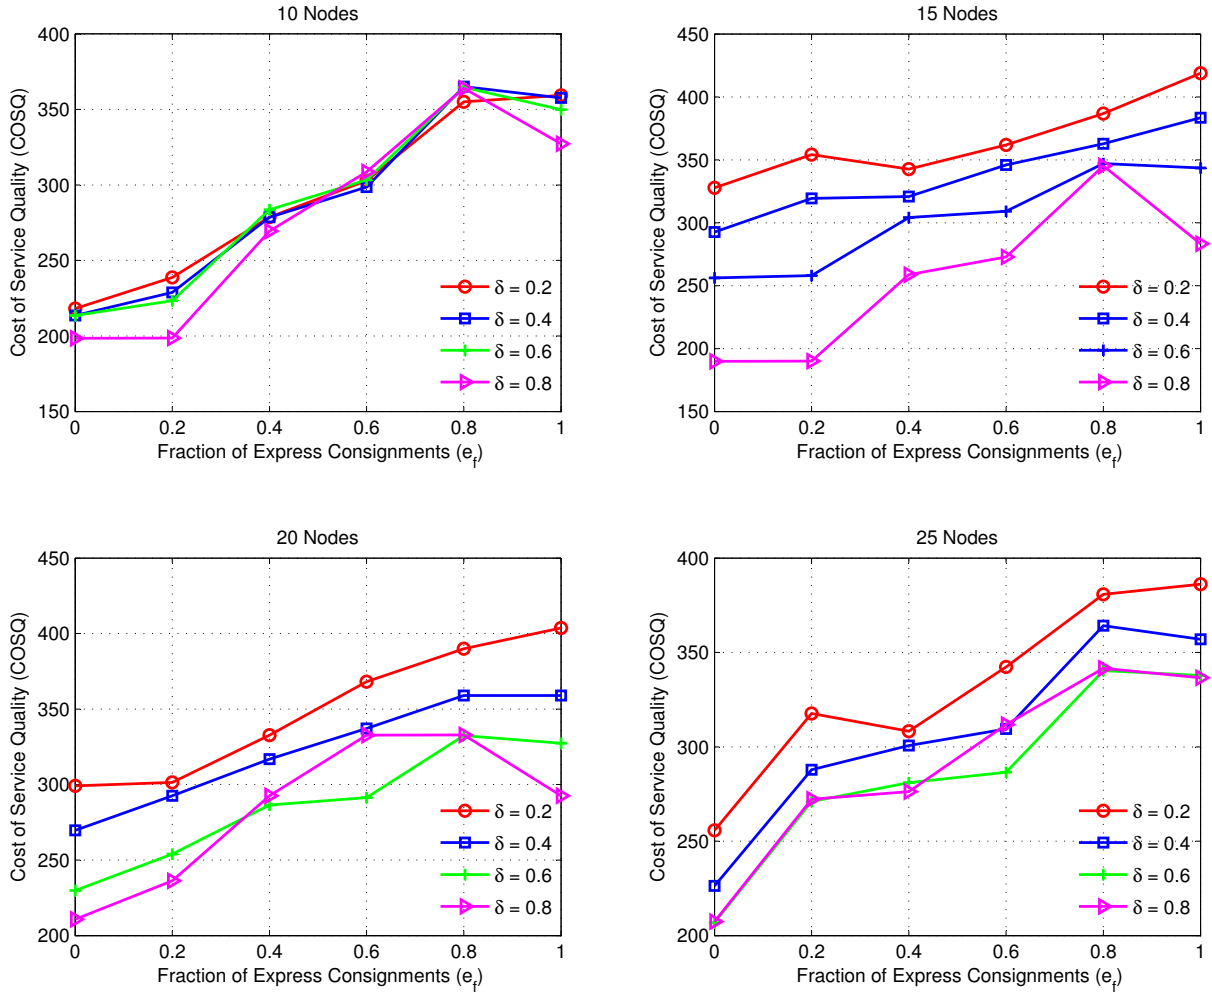 10 Nodes
400
350
300
250
200
150
0 0.2 0.4 0.6 0.8 1
Cost of Service Quality (COSQ)
Fraction of Express Consignments (e_f)
δ = 0.2
δ = 0.4
δ = 0.6
δ = 0.8
15 Nodes
450
400
350
300
250
200
150
0 0.2 0.4 0.6 0.8 1
Cost of Service Quality (COSQ)
Fraction of Express Consignments (e_f)
δ = 0.2
δ = 0.4
δ = 0.6
δ = 0.8
20 Nodes
450
400
350
300
250
200
0 0.2 0.4 0.6 0.8 1
Cost of Service Quality (COSQ)
Fraction of Express Consignments (e_f)
δ = 0.2
δ = 0.4
δ = 0.6
δ = 0.8
25 Nodes
400
350
300
250
200
0 0.2 0.4 0.6 0.8 1
Cost of Service Quality (COSQ)
Fraction of Express Consignments (e_f)
δ = 0.2
δ = 0.4
δ = 0.6
δ = 0.8